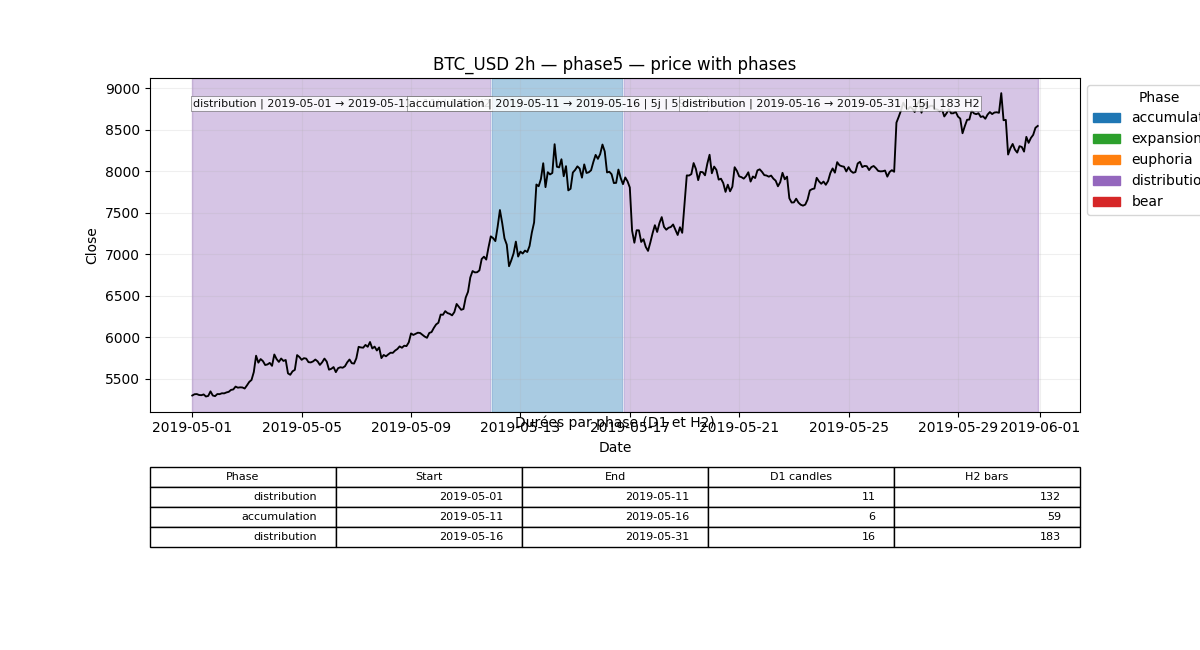 BTC_USD 2h — phase5 — price with phases
distribution | 2019-05-01 → 2019-05-1
accumulation | 2019-05-11 → 2019-05-16 | 5j | 5
distribution | 2019-05-16 → 2019-05-31 | 15j | 183 H2
Phase
accumulat
expansion
euphoria
distributio
bear
Close
9000
8500
8000
7500
7000
6500
6000
5500
2019-05-01 2019-05-05 2019-05-09 2019-05-13 2019-05-17 2019-05-21 2019-05-25 2019-05-29 2019-06-01
Durées par phase (D1 et H2)
Date
Phase Start End D1 candles H2 bars
distribution 2019-05-01 2019-05-11 11 132
accumulation 2019-05-11 2019-05-16 6 59
distribution 2019-05-16 2019-05-31 16 183